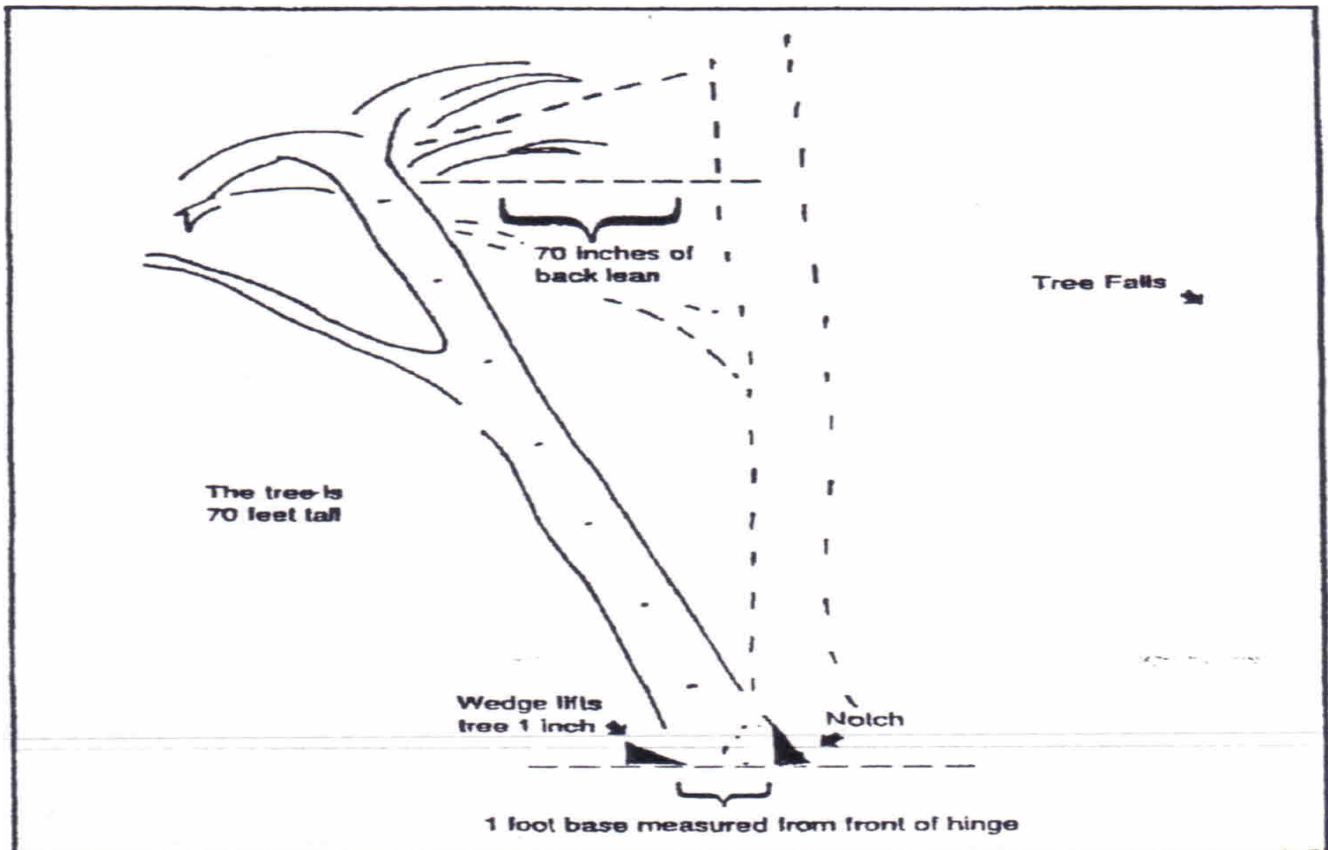 70 inches of
back lean
Tree Falls
The tree is
70 feet tall
Wedge lifts
tree 1 inch
Notch
1 foot base measured from front of hinge